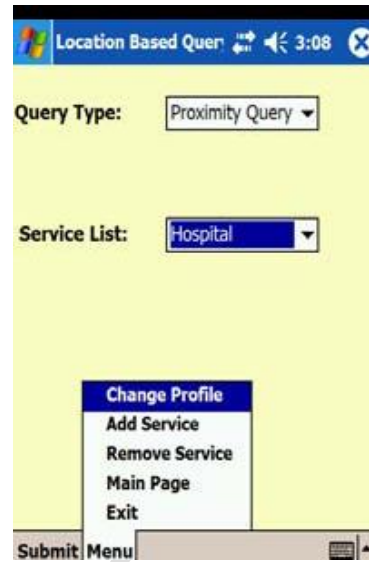 Location Based Quer 3:08
Query Type: Proximity Query
Service List: Hospital
Change Profile
Add Service
Remove Service
Main Page
Exit
Submit Menu